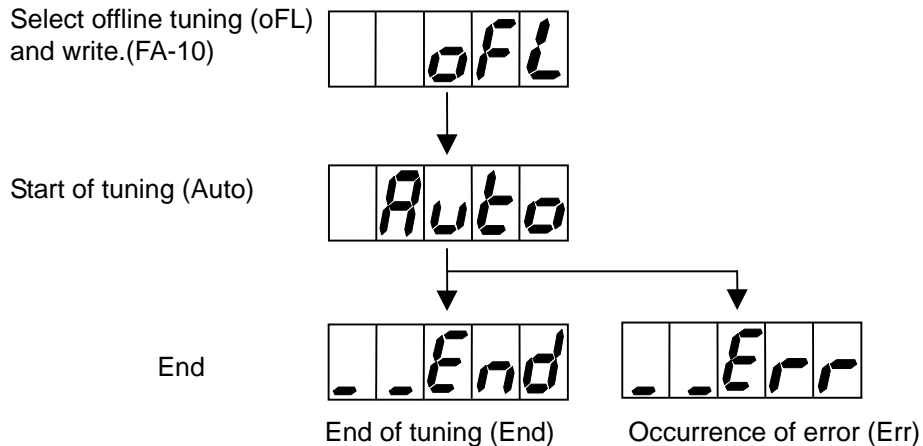 Select offline tuning (oFL)
and write.(FA-10)
oFL
Start of tuning (Auto)
Auto
End
_ _End
_ _Err
End of tuning (End)
Occurrence of error (Err)